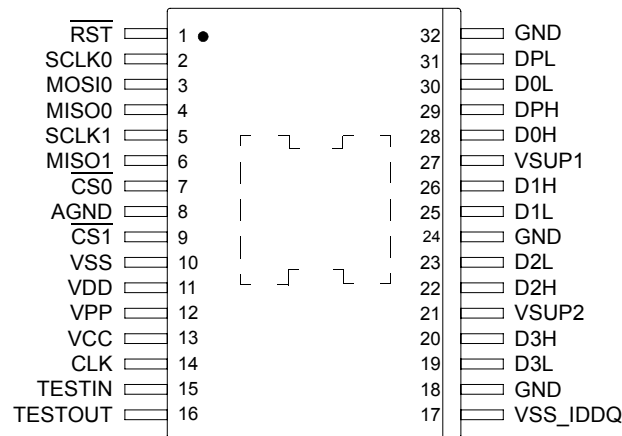 R̅S̅T̅ 1 32 GND
SCLK0 2 31 DPL
MOSI0 3 30 D0L
MISO0 4 29 DPH
SCLK1 5 28 D0H
MISO1 6 27 VSUP1
C̅S̅0̅ 7 26 D1H
AGND 8 25 D1L
C̅S̅1̅ 9 24 GND
VSS 10 23 D2L
VDD 11 22 D2H
VPP 12 21 VSUP2
VCC 13 20 D3H
CLK 14 19 D3L
TESTIN 15 18 GND
TESTOUT 16 17 VSS_IDDQ